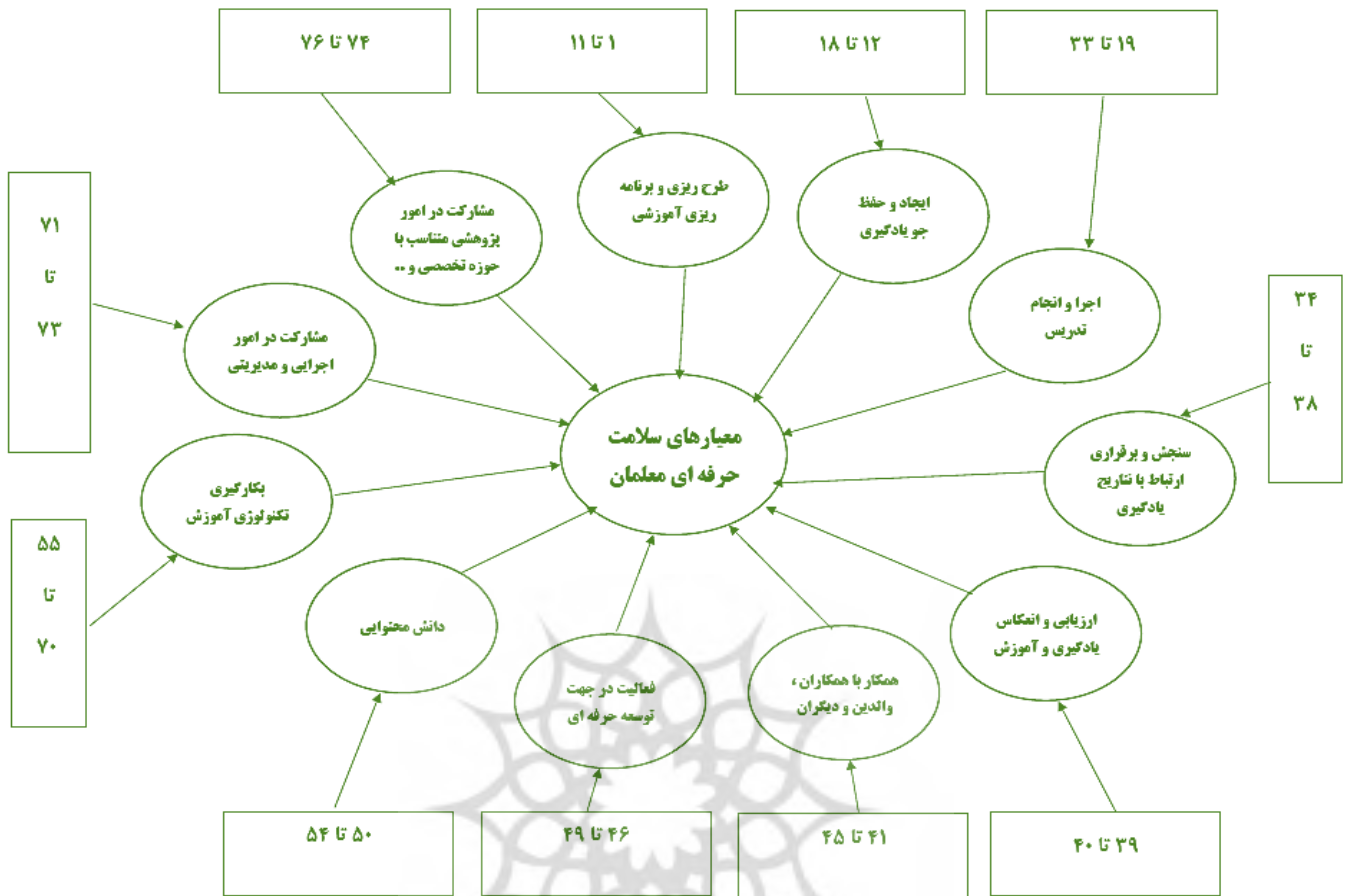 ۱۹ تا ۳۳
۱۲ تا ۱۸
۱ تا ۱۱
۷۴ تا ۷۶
طرح ریزی و برنامه
ریزی آموزشی
ایجاد و حفظ
جو یادگیری
مشارکت در امور
پژوهشی متناسب با
حوزه تخصصی و ..
اجرا و انجام
تدریس
۷۱
تا
۷۳
مشارکت در امور
اجرایی و مدیریتی
۳۴
تا
۳۸
معیارهای سلامت
حرفه ای معلمان
سنجش و برقراری
ارتباط با نتاریج
یادگیری
بکارگیری
تکنولوژی آموزش
۵۵
تا
۷۰
ارزیابی و انعکاس
یادگیری و آموزش
دانش محتوایی
همکار با همکاران ،
والدین و دیگران
فعالیت در جهت
توسعه حرفه ای
۳۹ تا ۴۰
۴۱ تا ۴۵
۴۶ تا ۴۹
۵۰ تا ۵۴